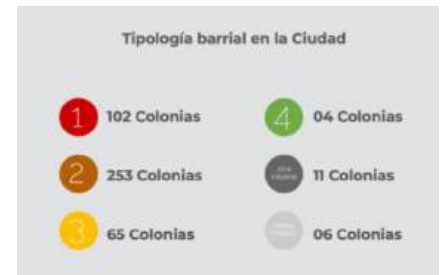 Tipología barrial en la Ciudad
1 102 Colonias
2 253 Colonias
3 65 Colonias
4 04 Colonias
11 Colonias
06 Colonias